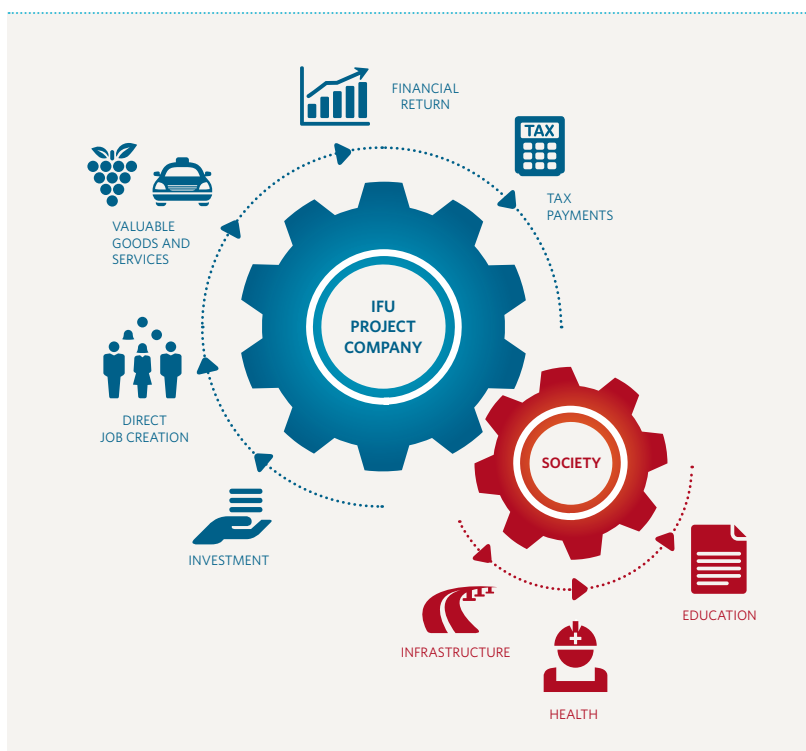 FINANCIAL
RETURN
TAX
TAX
PAYMENTS
VALUABLE
GOODS AND
SERVICES
IFU
PROJECT
COMPANY
DIRECT
JOB CREATION
SOCIETY
INVESTMENT
EDUCATION
INFRASTRUCTURE
HEALTH